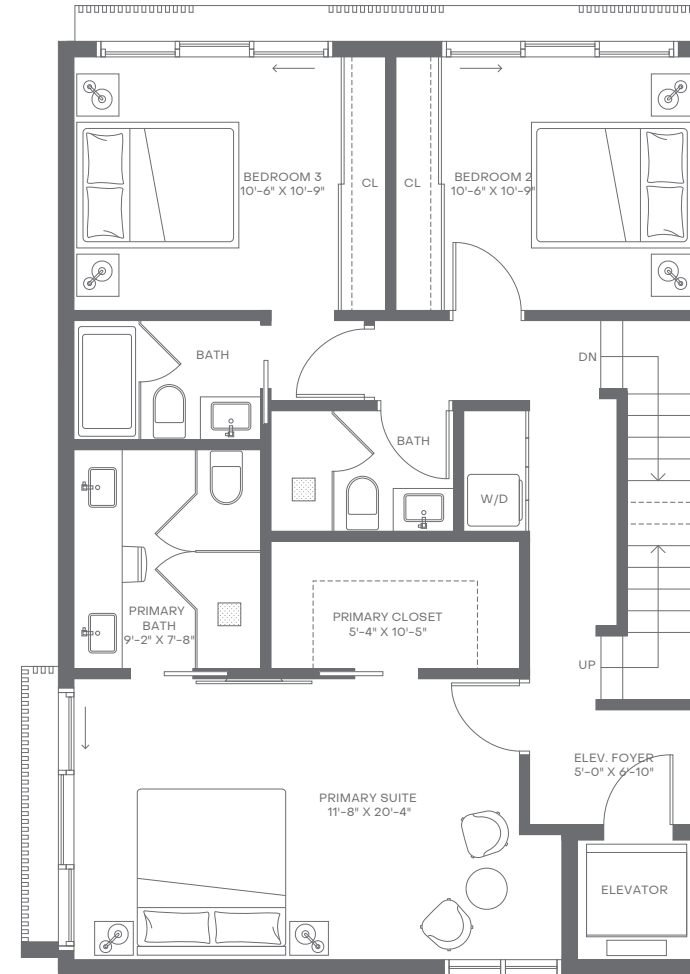 BEDROOM 3
10'-6" X 10'-9"
CL
CL
BEDROOM 2
10'-6" X 10'-9"
BATH
DN
BATH
W/D
PRIMARY
BATH
9'-2" X 7'-8"
PRIMARY CLOSET
5'-4" X 10'-5"
UP
ELEV. FOYER
5'-0" X 6'-10"
PRIMARY SUITE
11'-8" X 20'-4"
ELEVATOR